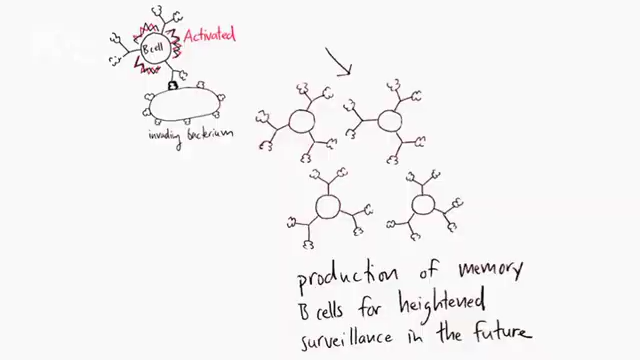 B cell
Activated
invading bacterium
production of memory
B cells for heightened
surveillance in the future